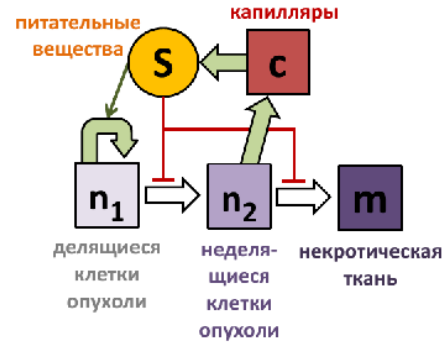 питательные
вещества
капилляры
S
c
n1
n2
m
делящиеся
клетки
опухоли
неделя-
щиеся
клетки
опухоли
некротическая
ткань